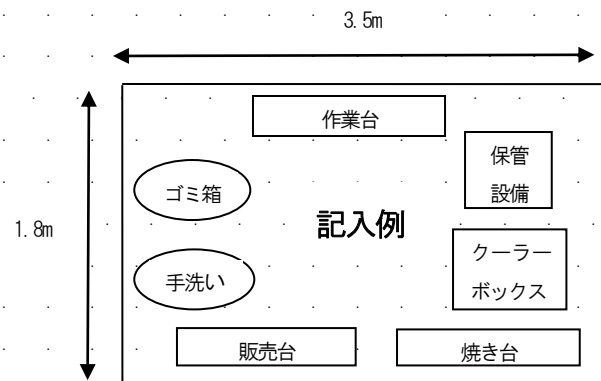 3.5m
作業台
保管
設備
ゴミ箱
記入例
1.8m
クーラー
ボックス
手洗い
販売台
焼き台